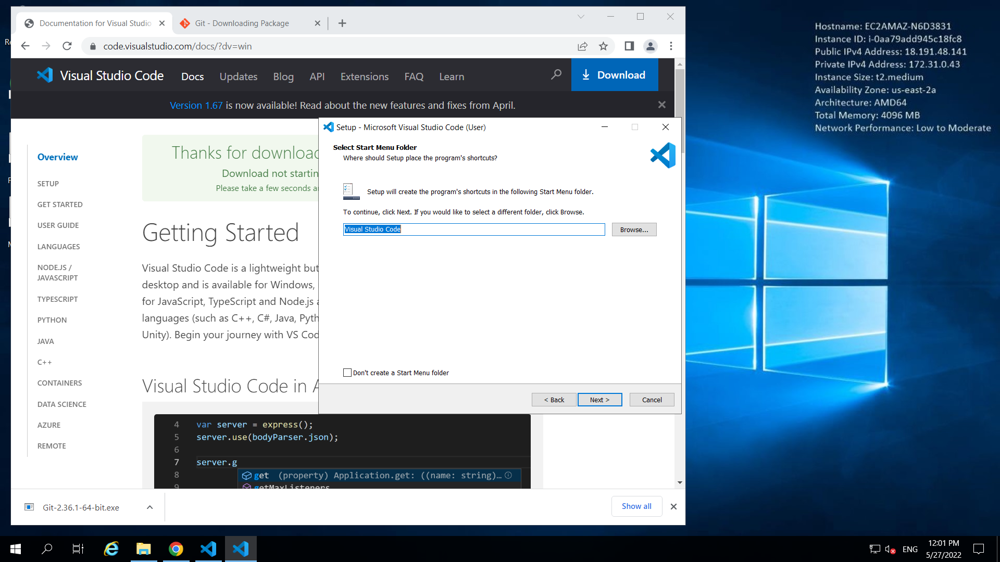 Documentation for Visual Studio
Git - Downloading Package
code.visualstudio.com/docs/?dv=win
Visual Studio Code
Docs
Updates
Blog
API
Extensions
FAQ
Learn
Download
Version 1.67 is now available! Read about the new features and fixes from April.
Overview
SETUP
GET STARTED
USER GUIDE
LANGUAGES
NODE.JS /
JAVASCRIPT
TYPESCRIPT
PYTHON
JAVA
C++
CONTAINERS
DATA SCIENCE
AZURE
REMOTE
Thanks for downloac
Download not startin
Please take a few seconds a
Getting Started
Visual Studio Code is a lightweight but
desktop and is available for Windows,
for JavaScript, TypeScript and Node.js a
languages (such as C++, C#, Java, Pyth
Unity). Begin your journey with VS Cod
Visual Studio Code in A
4 var server = express();
5 server.use(bodyParser.json);
6
7 server.g
8 get (property) Application.get: ((name: string)…
9 getMaxListeners
Setup - Microsoft Visual Studio Code (User)
Select Start Menu Folder
Where should Setup place the program's shortcuts?
Setup will create the program's shortcuts in the following Start Menu folder.
To continue, click Next. If you would like to select a different folder, click Browse.
Visual Studio Code
Browse...
Don't create a Start Menu folder
< Back
Next >
Cancel
Git-2.36.1-64-bit.exe
Show all
Hostname: EC2AMAZ-N6D3831
Instance ID: i-0aa79add945c18fc8
Public IPv4 Address: 18.191.48.141
Private IPv4 Address: 172.31.0.43
Instance Size: t2.medium
Availability Zone: us-east-2a
Architecture: AMD64
Total Memory: 4096 MB
Network Performance: Low to Moderate
ENG
12:01 PM
5/27/2022